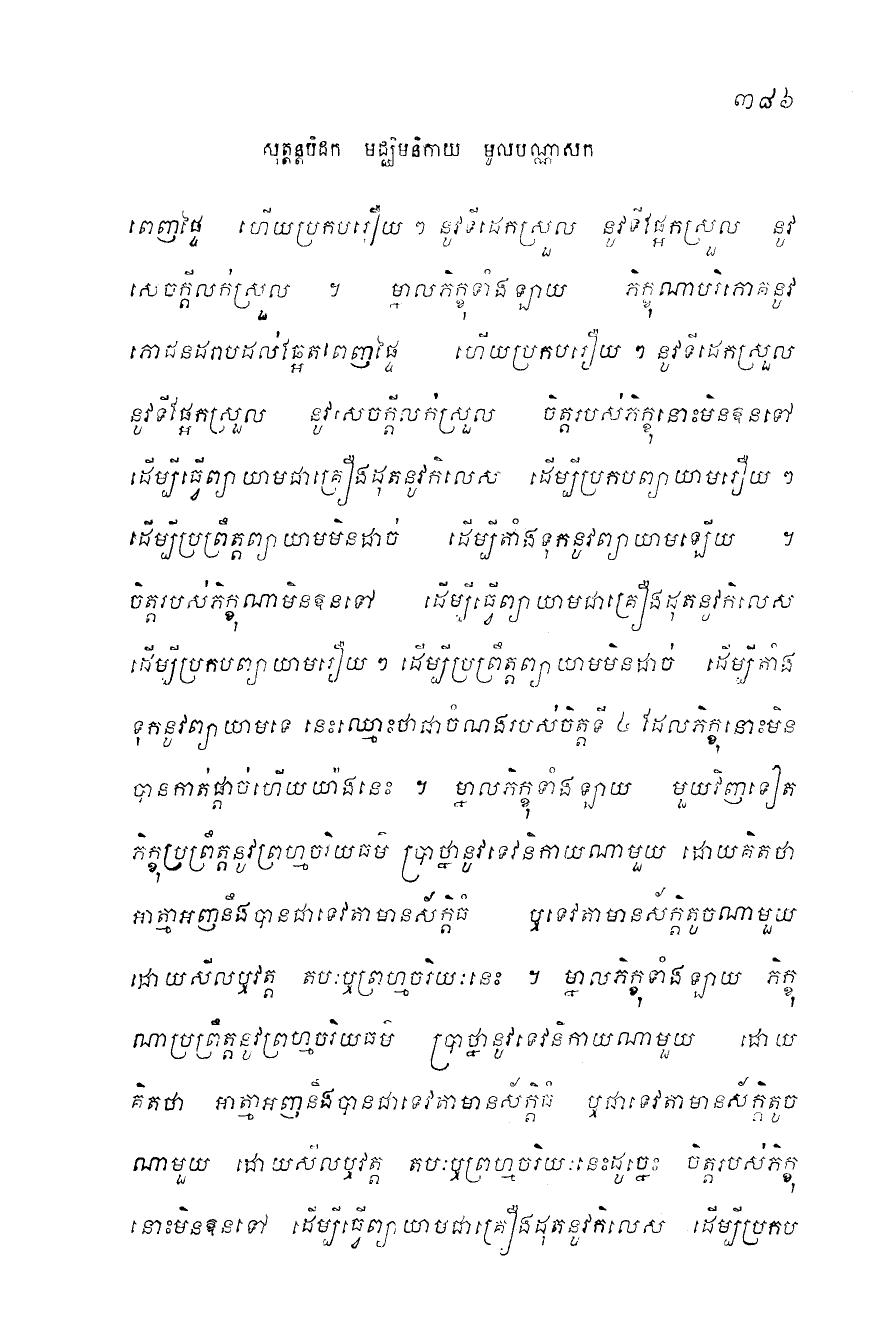 ៣៨៦
សុត្តន្តបិដក មជ្ឈិមនិកាយ មូលបណ្ណាសក
ពេញផ្ទៃ ហើយប្រកបរឿយ ៗ នូវទីដេកស្រួល នូវទីផ្អែកស្រួល នូវ
សេចក្តីលក់ស្រួល ។ ម្នាលភិក្ខុទាំងឡាយ ភិក្ខុណាបរិភោគនូវ
ភោជនដរាបដល់ឆ្អែតពេញផ្ទៃ ហើយប្រកបរឿយ ៗ នូវទីដេកស្រួល
នូវទីផ្អែកស្រួល នូវសេចក្តីលក់ស្រួល ចិត្តរបស់ភិក្ខុនោះមិនឱនទៅ
ដើម្បីធ្វើព្យាយាមជាគ្រឿងដុតនូវកិលេស ដើម្បីប្រកបព្យាយាមរឿយ ៗ
ដើម្បីប្រព្រឹត្តព្យាយាមមិនដាច់ ដើម្បីតាំងទុកនូវព្យាយាមឡើយ ។
ចិត្តរបស់ភិក្ខុណាមិនឱនទៅ ដើម្បីធ្វើព្យាយាមជាគ្រឿងដុតនូវកិលេស
ដើម្បីប្រកបព្យាយាមរឿយ ៗ ដើម្បីប្រព្រឹត្តព្យាយាមមិនដាច់ ដើម្បីតាំង
ទុកនូវព្យាយាមទេ នេះឈ្មោះថាជាចំណងរបស់ចិត្តទី ៤ ដែលភិក្ខុនោះមិន
បានកាត់ផ្តាច់ហើយយ៉ាងនេះ ។ ម្នាលភិក្ខុទាំងឡាយ មួយវិញទៀត
ភិក្ខុប្រព្រឹត្តនូវព្រហ្មចរិយធម៌ ប្រាថ្នានូវទេវនិកាយណាមួយ ដោយគិតថា
អាត្មាអញនឹងបានជាទេវតាមានស័ក្តិធំ ឬទេវតាមានស័ក្តិតូចណាមួយ
ដោយសីលឬវត្ត តបៈឬព្រហ្មចរិយៈនេះ ។ ម្នាលភិក្ខុទាំងឡាយ ភិក្ខុ
ណាប្រព្រឹត្តនូវព្រហ្មចរិយធម៌ ប្រាថ្នានូវទេវនិកាយណាមួយ ដោយ
គិតថា អាត្មាអញនឹងបានជាទេវតាមានស័ក្តិធំ ឬជាទេវតាមានស័ក្តិតូច
ណាមួយ ដោយសីលឬវត្ត តបៈឬព្រហ្មចរិយៈនេះដូច្នេះ ចិត្តរបស់ភិក្ខុ
នោះមិនឱនទៅ ដើម្បីធ្វើព្យាយាមជាគ្រឿងដុតនូវកិលេស ដើម្បីប្រកប